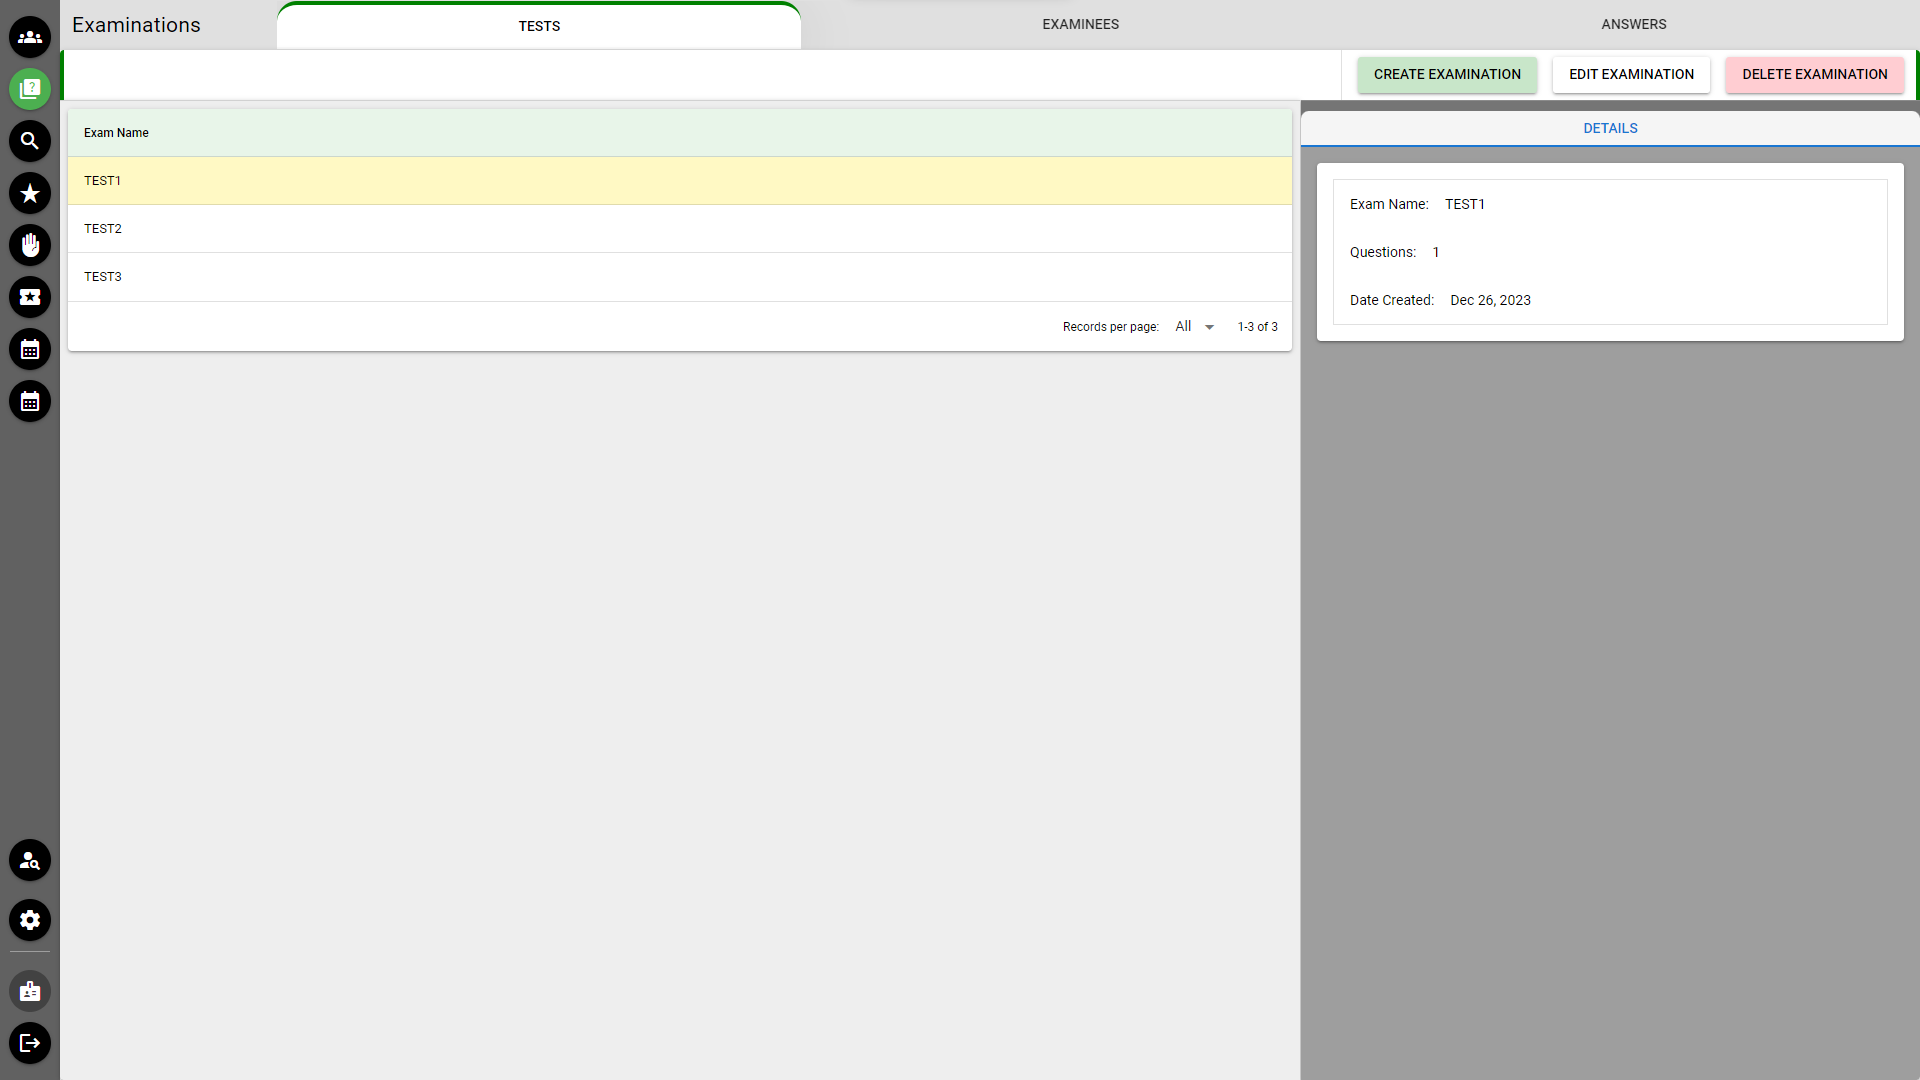 Examinations
TESTS
EXAMINEES
ANSWERS
CREATE EXAMINATION
EDIT EXAMINATION
DELETE EXAMINATION
Exam Name
TEST1
TEST2
TEST3
Records per page: All 1-3 of 3
DETAILS
Exam Name: TEST1
Questions: 1
Date Created: Dec 26, 2023